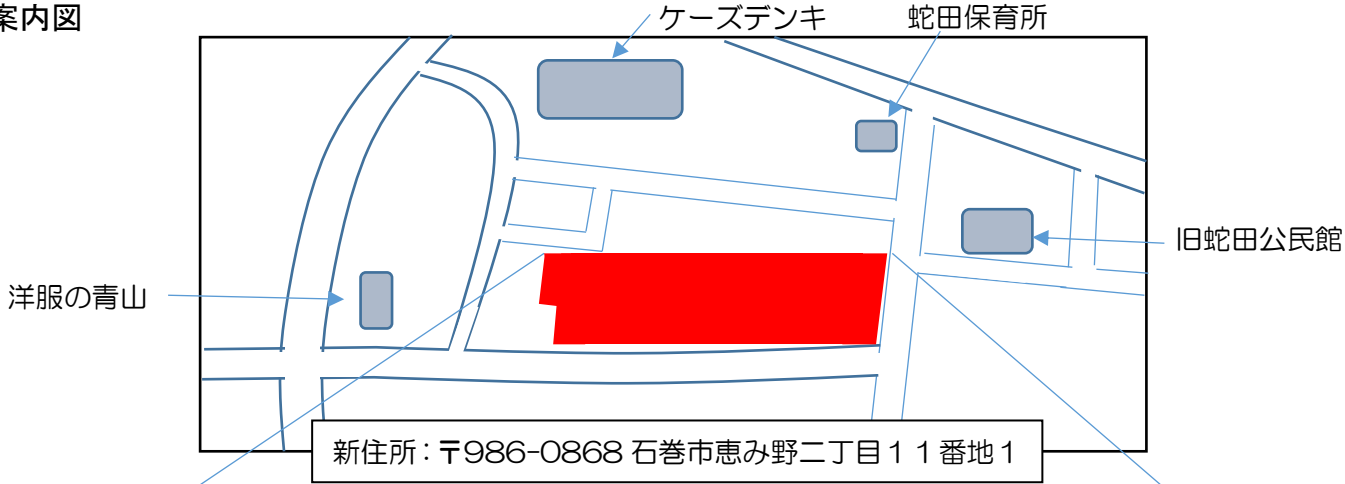 案内図
ケーズデンキ
蛇田保育所
旧蛇田公民館
洋服の青山
新住所:〒986-0868 石巻市恵み野二丁目11番地1